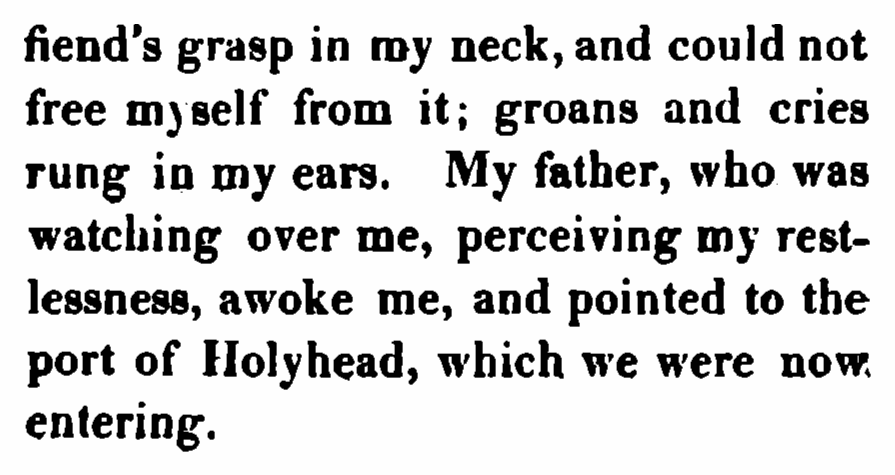 fiend's grasp in my neck, and could not
free myself from it; groans and cries
rung in my ears. My father, who was
watching over me, perceiving my rest-
lessness, awoke me, and pointed to the
port of Holyhead, which we were now
entering.